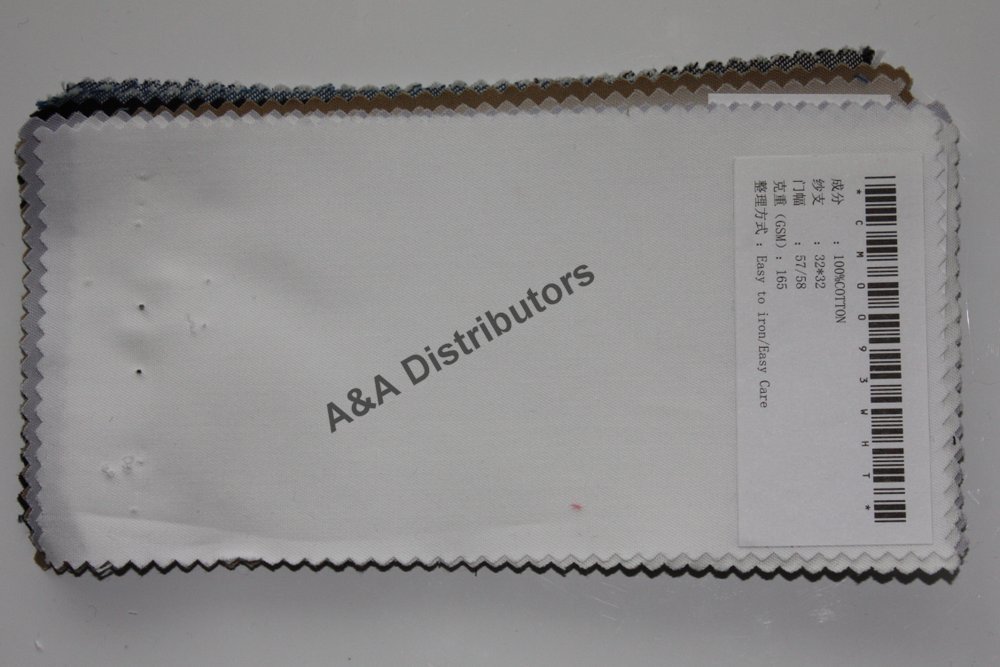 *CM0093WHT*
成分 : 100%COTTON
纱支 : 32*32
门幅 : 57/58
克重 (GSM) : 165
整理方式 : Easy to iron/Easy Care
A&A Distributors